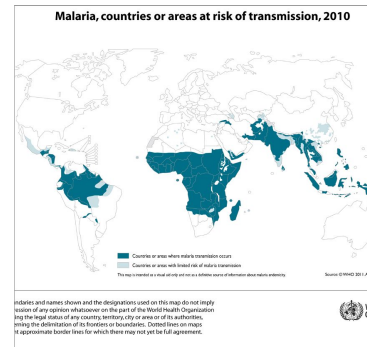 Malaria, countries or areas at risk of transmission, 2010
Countries or areas where malaria transmission occurs
Countries or areas with limited risk of malaria transmission
This map is intended as a visual aid only and not as a definitive source of information about malaria endemicity.
Source: © WHO 2011. A
ndaries and names shown and the designations used on this map do not imply
ession of any opinion whatsoever on the part of the World Health Organization
ing the legal status of any country, territory, city or area or of its authorities,
erning the delimitation of its frontiers or boundaries. Dotted lines on maps
nt approximate border lines for which there may not yet be full agreement.